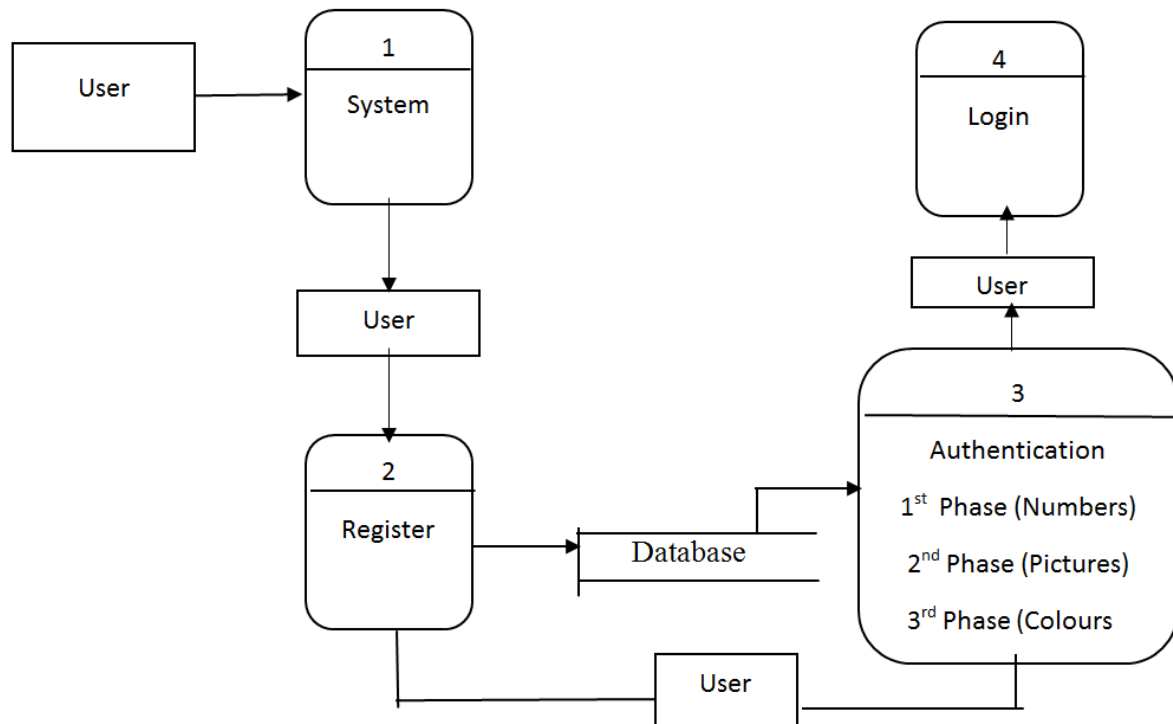 User
1
System
User
2
Register
Database
3
Authentication
1st Phase (Numbers)
2nd Phase (Pictures)
3rd Phase (Colours
User
User
4
Login